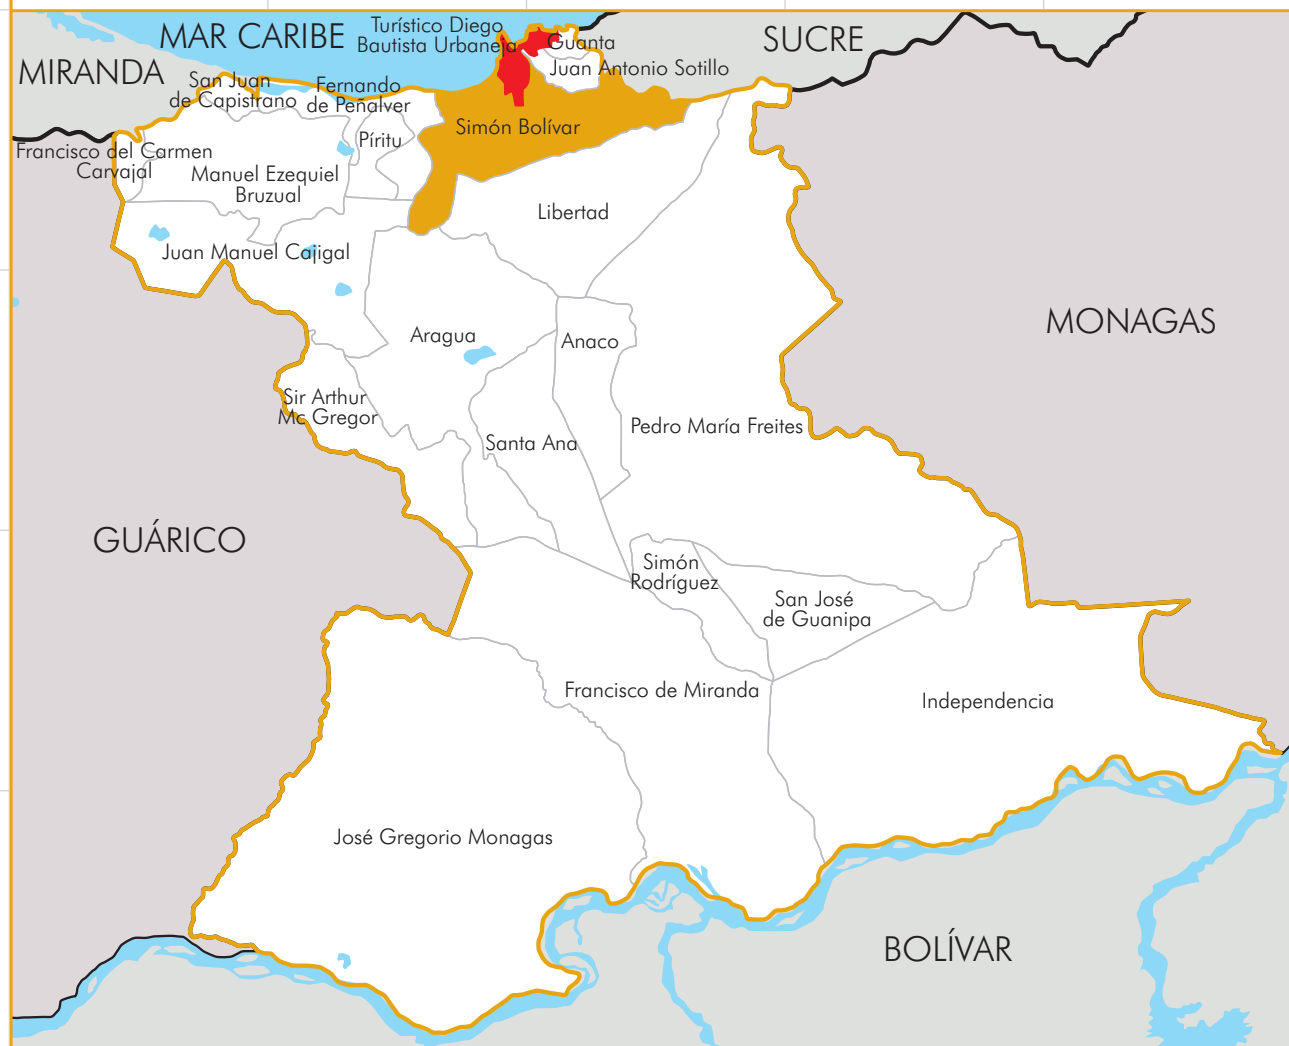 Turístico Diego
Bautista Urbaneja
MAR CARIBE
SUCRE
Guanta
MIRANDA
Juan Antonio Sotillo
San Juan
de Capistrano
Fernando
de Peñalver
Simón Bolívar
Píritu
Francisco del Carmen
Carvajal
Manuel Ezequiel
Bruzual
Libertad
Juan Manuel Cajigal
MONAGAS
Aragua
Anaco
Sir Arthur
Mc Gregor
Pedro María Freites
Santa Ana
GUÁRICO
Simón
Rodríguez
San José
de Guanipa
Francisco de Miranda
Independencia
José Gregorio Monagas
BOLÍVAR